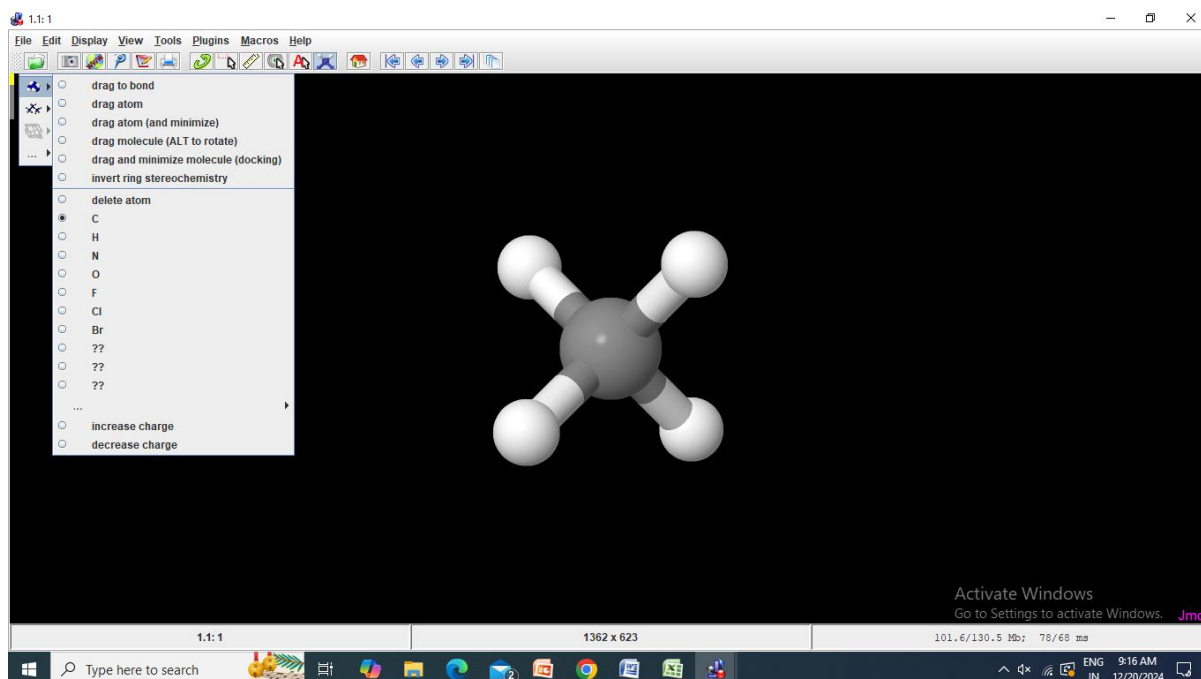 1.1: 1
File Edit Display View Tools Plugins Macros Help
drag to bond
drag atom
drag atom (and minimize)
drag molecule (ALT to rotate)
drag and minimize molecule (docking)
invert ring stereochemistry
delete atom
C
H
N
O
F
Cl
Br
??
??
??
...
...
increase charge
decrease charge
Activate Windows
Go to Settings to activate Windows.
1.1: 1 1362 x 623 101.6/130.5 Mb; 78/68 ms
Type here to search 2 ENG 9:16 AM
IN 12/20/2024